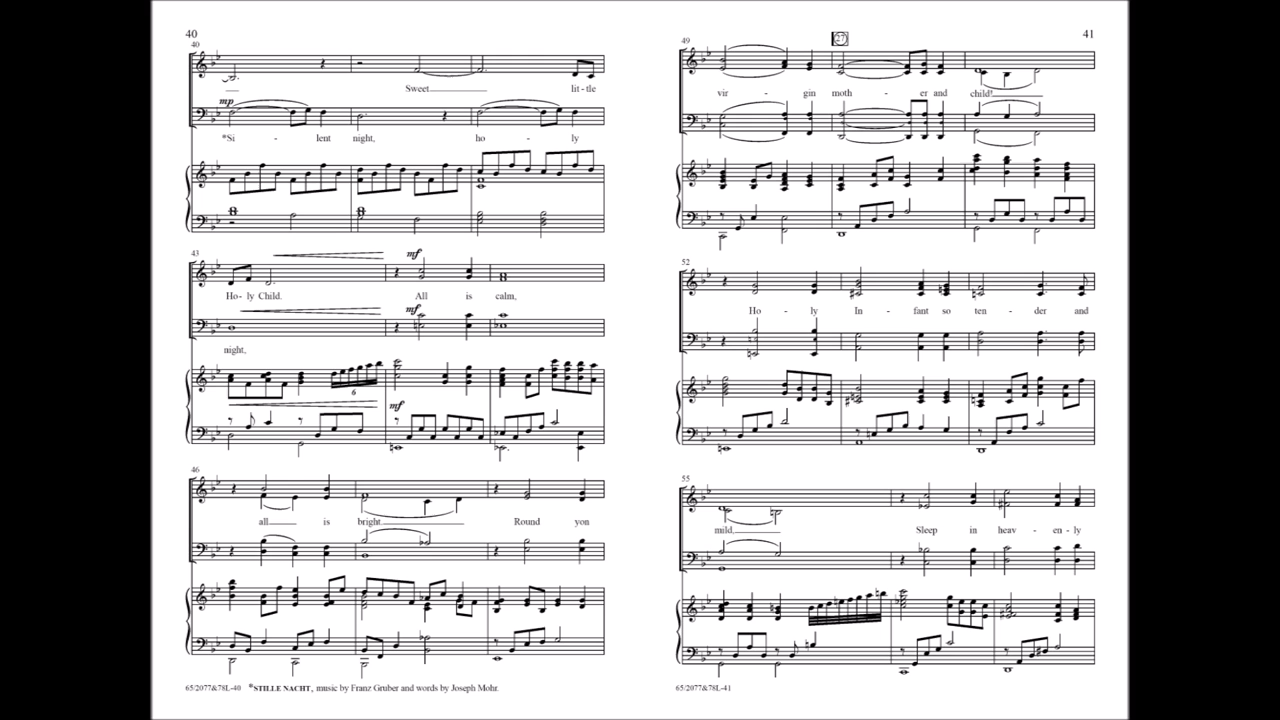 40
40
Sweet lit - tle
mp
*Si - lent night, ho - ly
43
mf
Ho - ly Child. All is calm,
mf
night,
6
mf
46
all is bright. Round yon
65/2077&78L-40 *STILLE NACHT, music by Franz Gruber and words by Joseph Mohr.
41
27
49
vir - gin moth - er and child!
52
Ho - ly In - fant so ten - der and
55
mild, Sleep in heav - en - ly
65/2077&78L-41